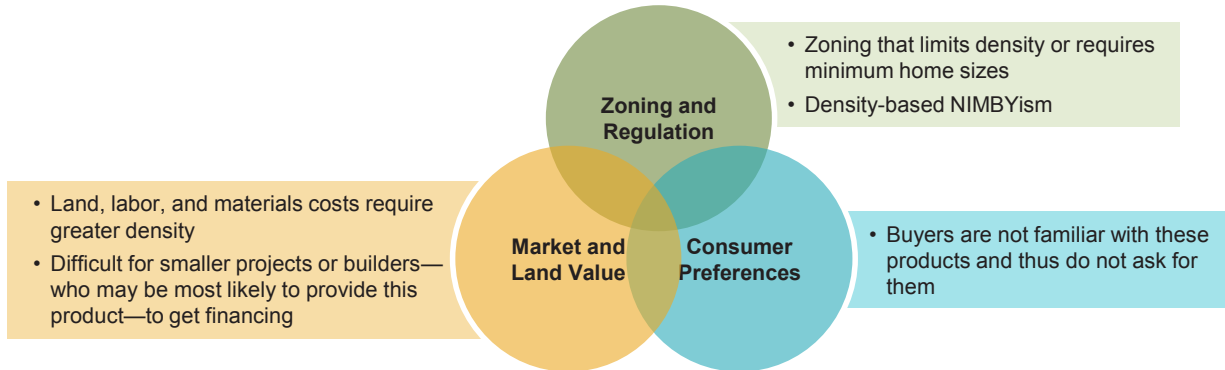 • Zoning that limits density or requires
minimum home sizes
• Density-based NIMBYism
Zoning and
Regulation
• Land, labor, and materials costs require
greater density
• Difficult for smaller projects or builders—
who may be most likely to provide this
product—to get financing
Market and
Land Value
Consumer
Preferences
• Buyers are not familiar with these
products and thus do not ask for
them